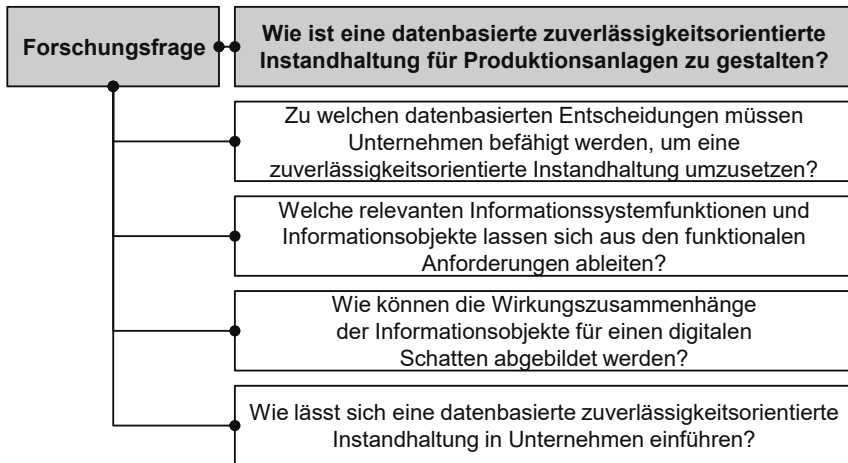 Forschungsfrage
Wie ist eine datenbasierte zuverlässigkeitsorientierte
Instandhaltung für Produktionsanlagen zu gestalten?
Zu welchen datenbasierten Entscheidungen müssen
Unternehmen befähigt werden, um eine
zuverlässigkeitsorientierte Instandhaltung umzusetzen?
Welche relevanten Informationssystemfunktionen und
Informationsobjekte lassen sich aus den funktionalen
Anforderungen ableiten?
Wie können die Wirkungszusammenhänge
der Informationsobjekte für einen digitalen
Schatten abgebildet werden?
Wie lässt sich eine datenbasierte zuverlässigkeitsorientierte
Instandhaltung in Unternehmen einführen?